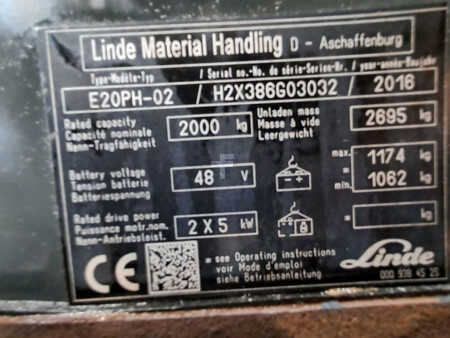 Linde Material Handling D - Aschaffenburg
Type-Modèle-Typ / Serial no.-No. de série-Serien-Nr. / year-année-Baujahr
E20PH-02 / H2X386G03032 / 2016
Rated capacity
Capacité nominale
Nenn-Tragfähigkeit
2000 kg
Unladen mass
Masse à vide
Leergewicht
2695 kg
Battery voltage
Tension batterie
Batteriespannung
48 V
- +
max. 1174 kg
=
min. 1062 kg
Rated drive power
Puissance motr.nom.
Nenn-Antriebsleist.
2 X 5 kW
= kg
CE
= see Operating instructions
voir Mode d'emploi
siehe Betriebsanleitung
Linde
000 938 45 25